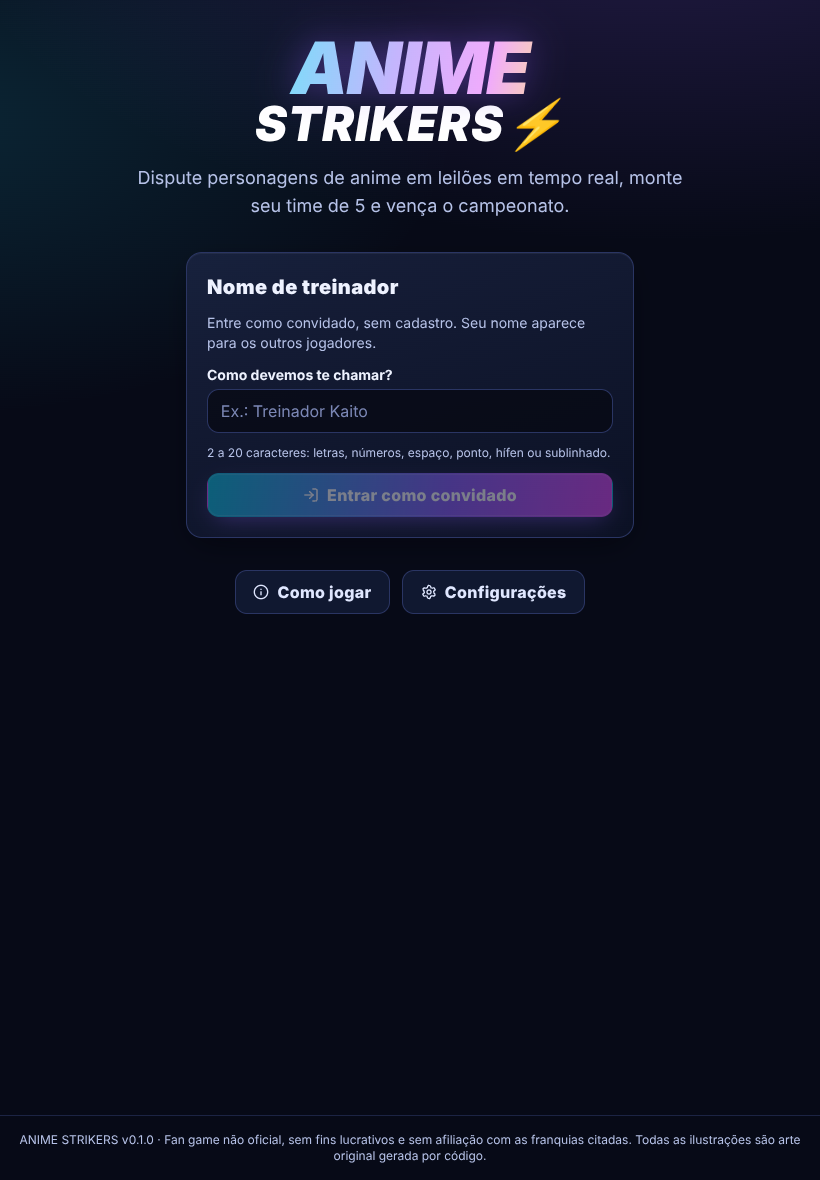 ANIME
STRIKERS⚡
Dispute personagens de anime em leilões em tempo real, monte
seu time de 5 e vença o campeonato.
Nome de treinador
Entre como convidado, sem cadastro. Seu nome aparece
para os outros jogadores.
Como devemos te chamar?
Ex.: Treinador Kaito
2 a 20 caracteres: letras, números, espaço, ponto, hífen ou sublinhado.
Entrar como convidado
Como jogar
Configurações
ANIME STRIKERS v0.1.0 · Fan game não oficial, sem fins lucrativos e sem afiliação com as franquias citadas. Todas as ilustrações são arte
original gerada por código.